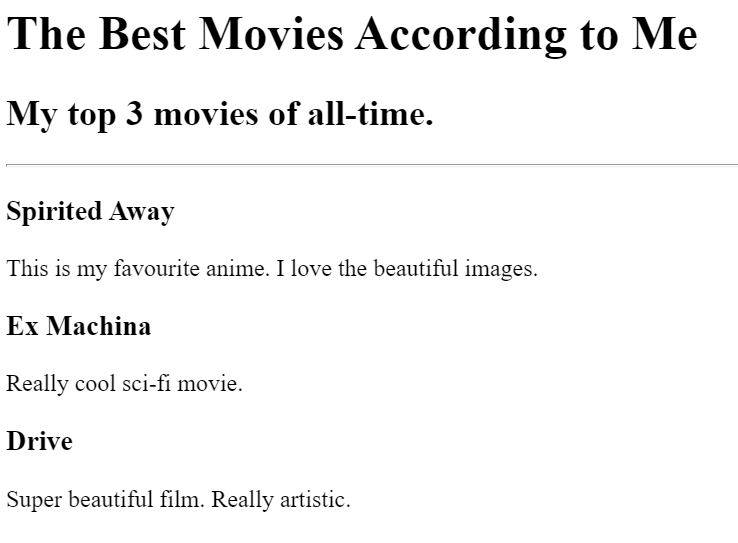 The Best Movies According to Me
My top 3 movies of all-time.
Spirited Away
This is my favourite anime. I love the beautiful images.
Ex Machina
Really cool sci-fi movie.
Drive
Super beautiful film. Really artistic.